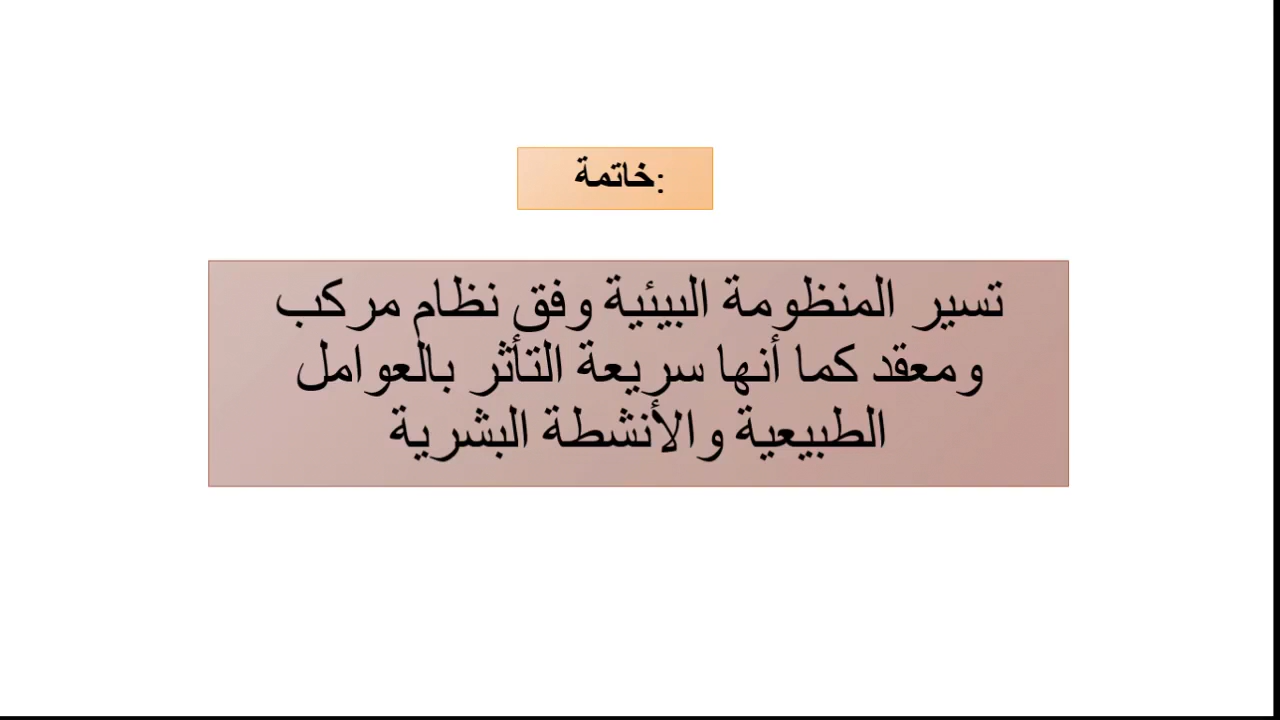 خاتمة:
تسير المنظومة البيئية وفق نظام مركب
ومعقد كما أنها سريعة التأثر بالعوامل
الطبيعية والأنشطة البشرية